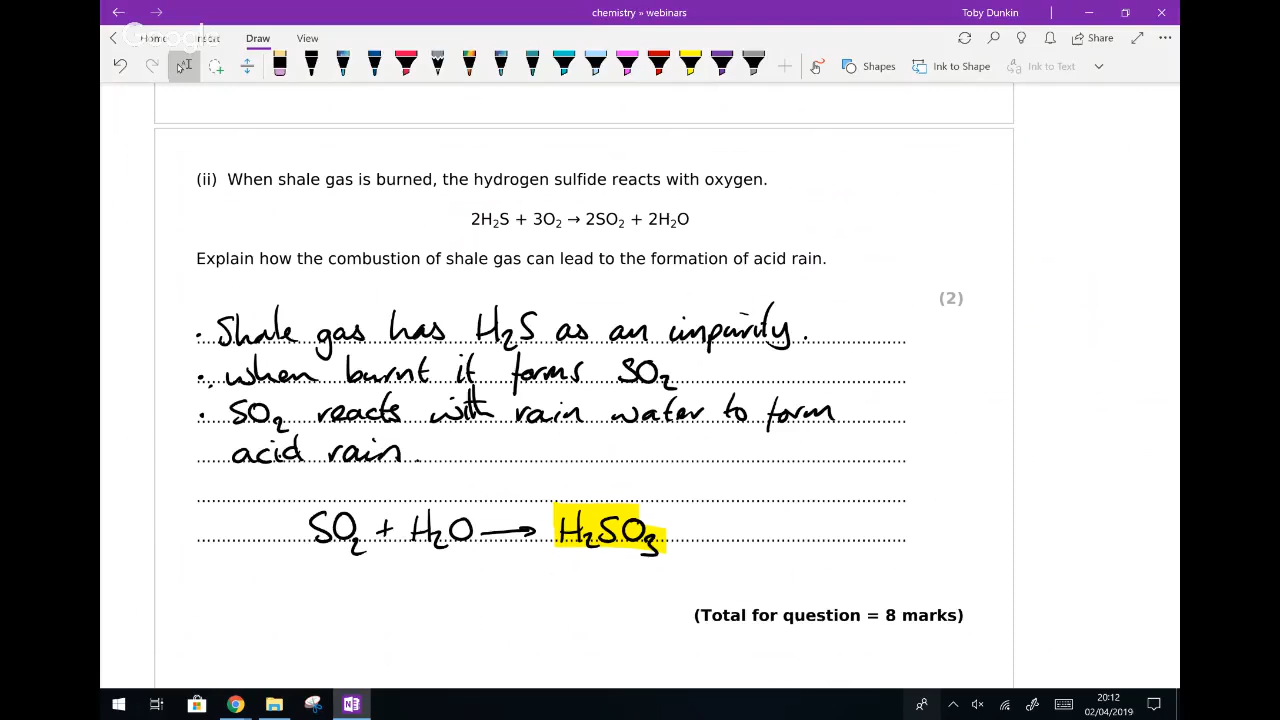 chemistry » webinars
Toby Dunkin
Google
Home Insert Draw View
Share
Shapes Ink to Shape Ink to Text
(ii) When shale gas is burned, the hydrogen sulfide reacts with oxygen.
2H₂S + 3O₂ → 2SO₂ + 2H₂O
Explain how the combustion of shale gas can lead to the formation of acid rain.
(2)
· Shale gas has H₂S as an impurity.
· when burnt it forms SO₂
· SO₂ reacts with rain water to form
acid rain.
SO₂ + H₂O → H₂SO₃
(Total for question = 8 marks)
20:12
02/04/2019